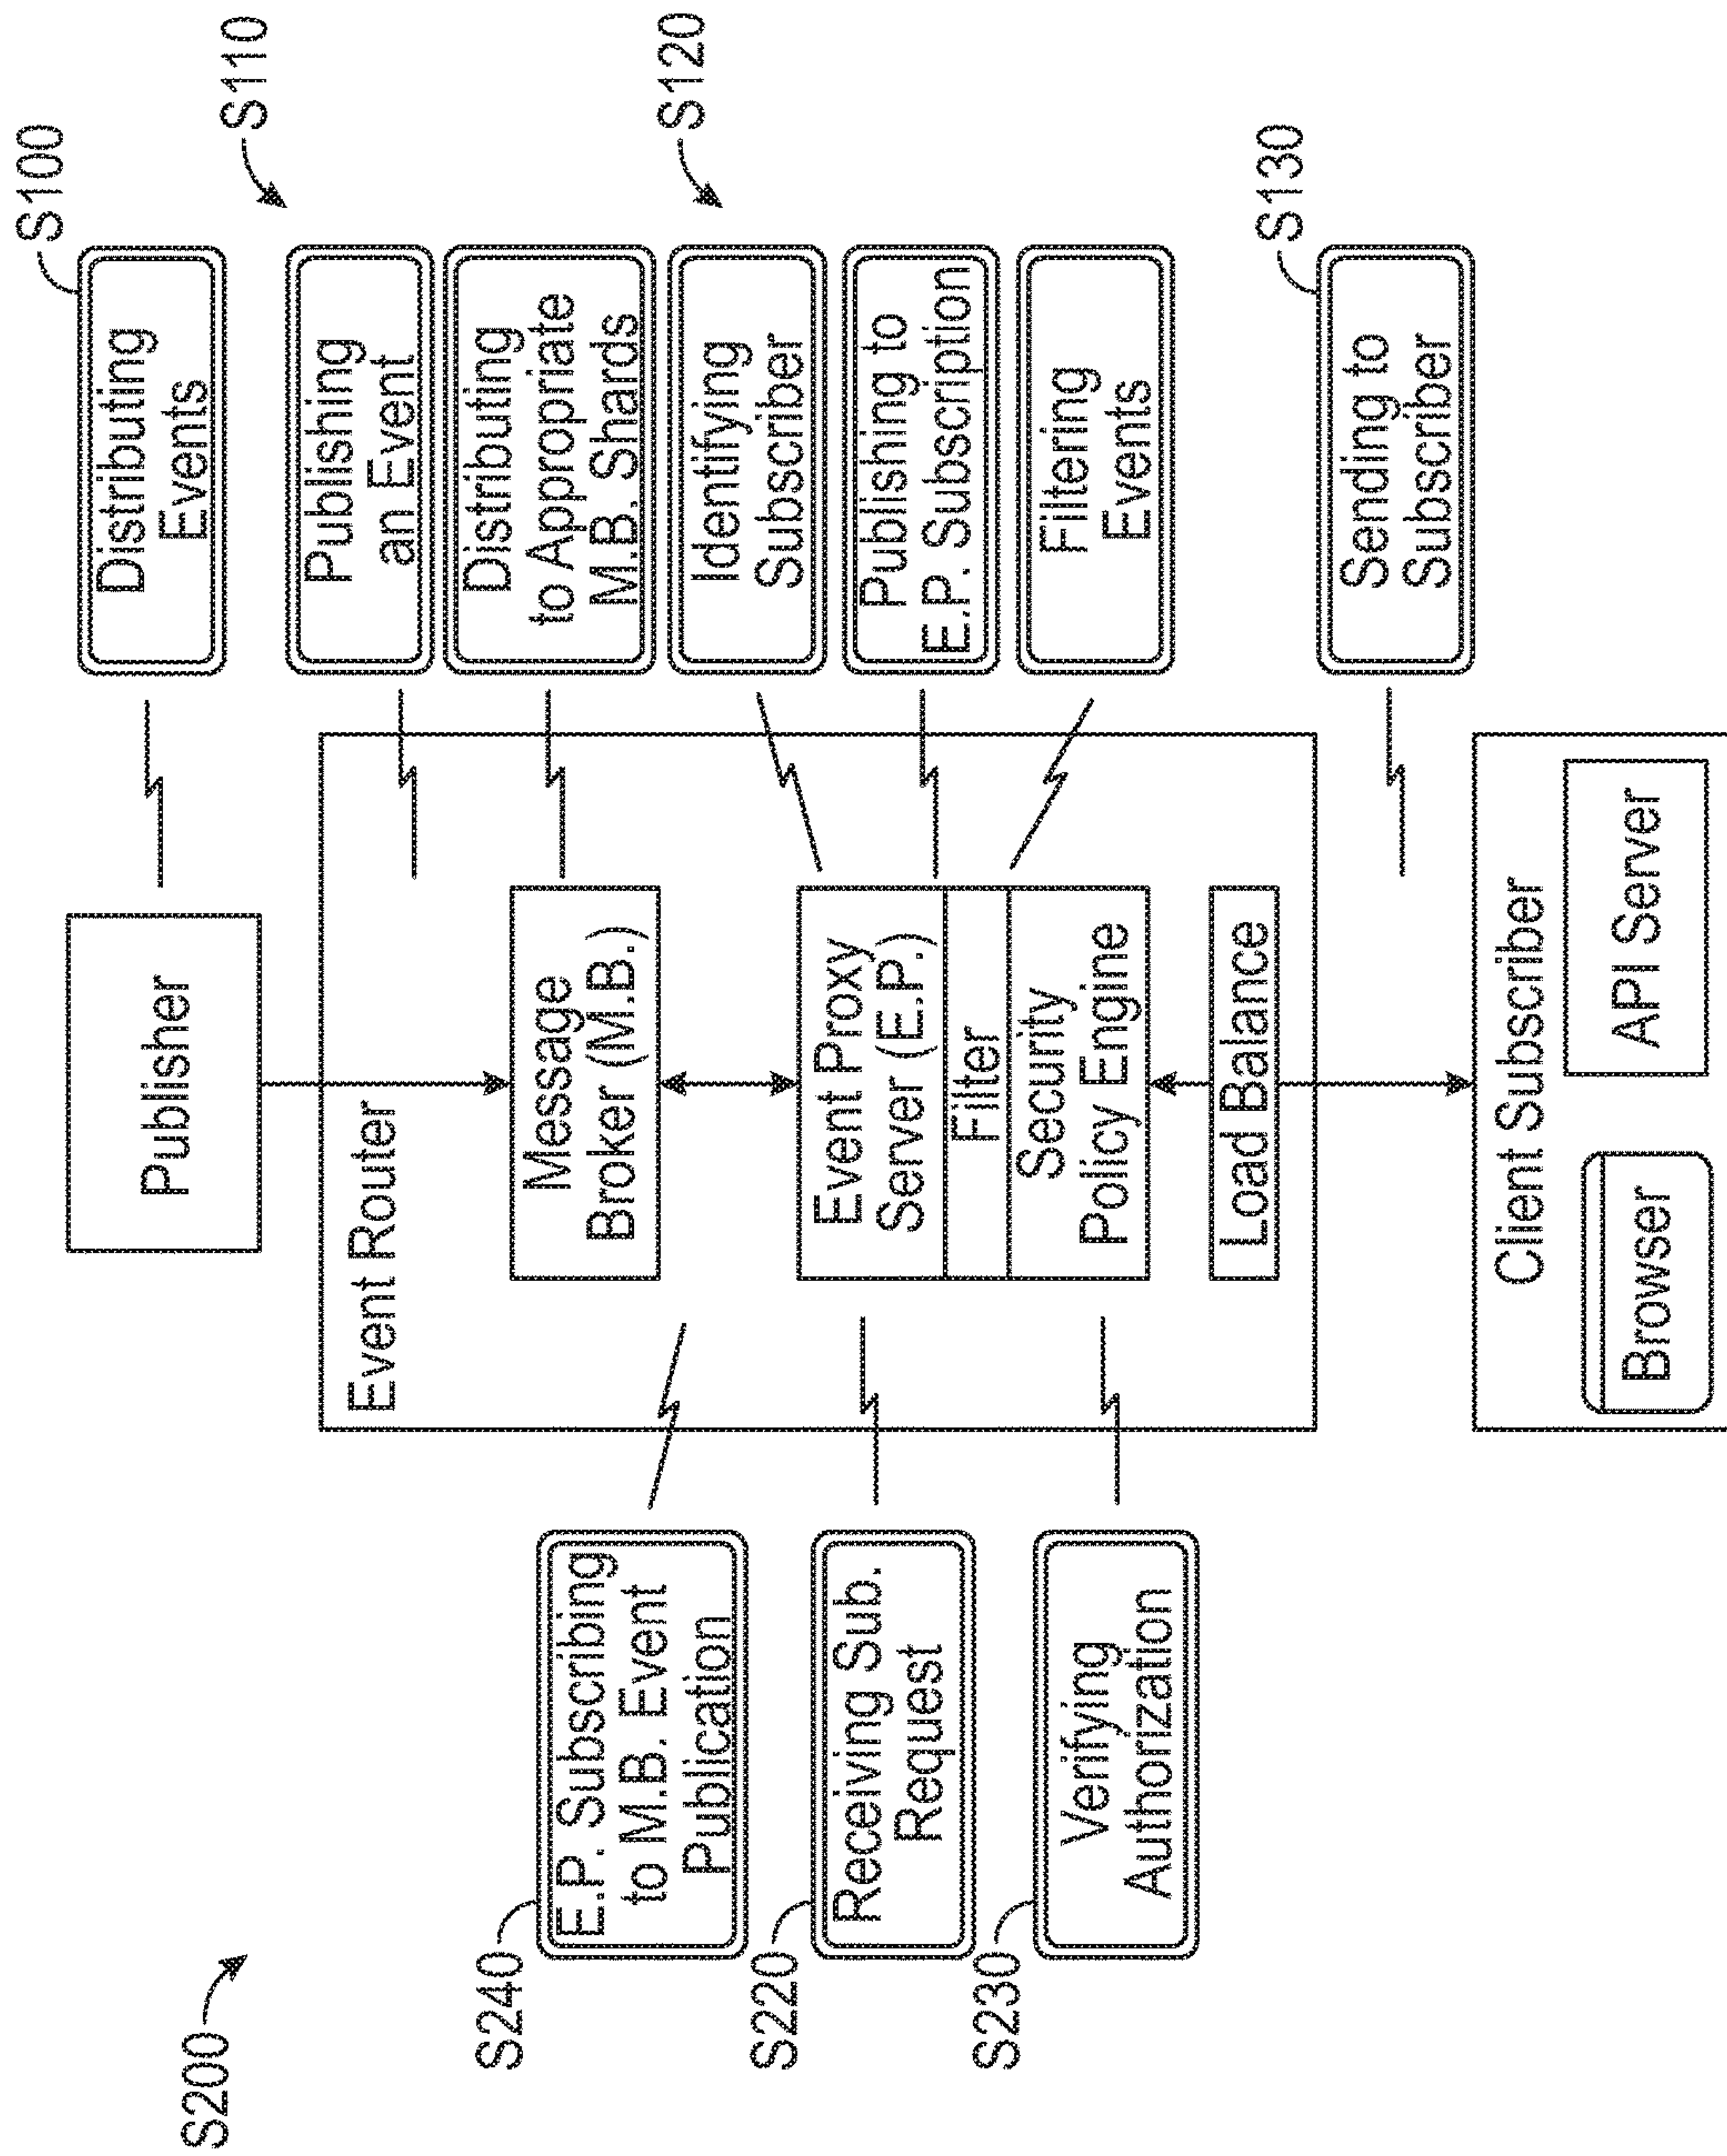 S200
S240
E.P. Subscribing
to M.B. Event
Publication
S220
Receiving Sub.
Request
S230
Verifying
Authorization
Publisher
Event Router
Message
Broker (M.B.)
Event Proxy
Server (E.P.)
Filter
Security
Policy Engine
Load Balance
Client Subscriber
Browser
API Server
S100
Distributing
Events
S110
Publishing
an Event
Distributing
to Appropriate
M.B. Shards
S120
Identifying
Subscriber
Publishing to
E.P. Subscription
Filtering
Events
S130
Sending to
Subscriber